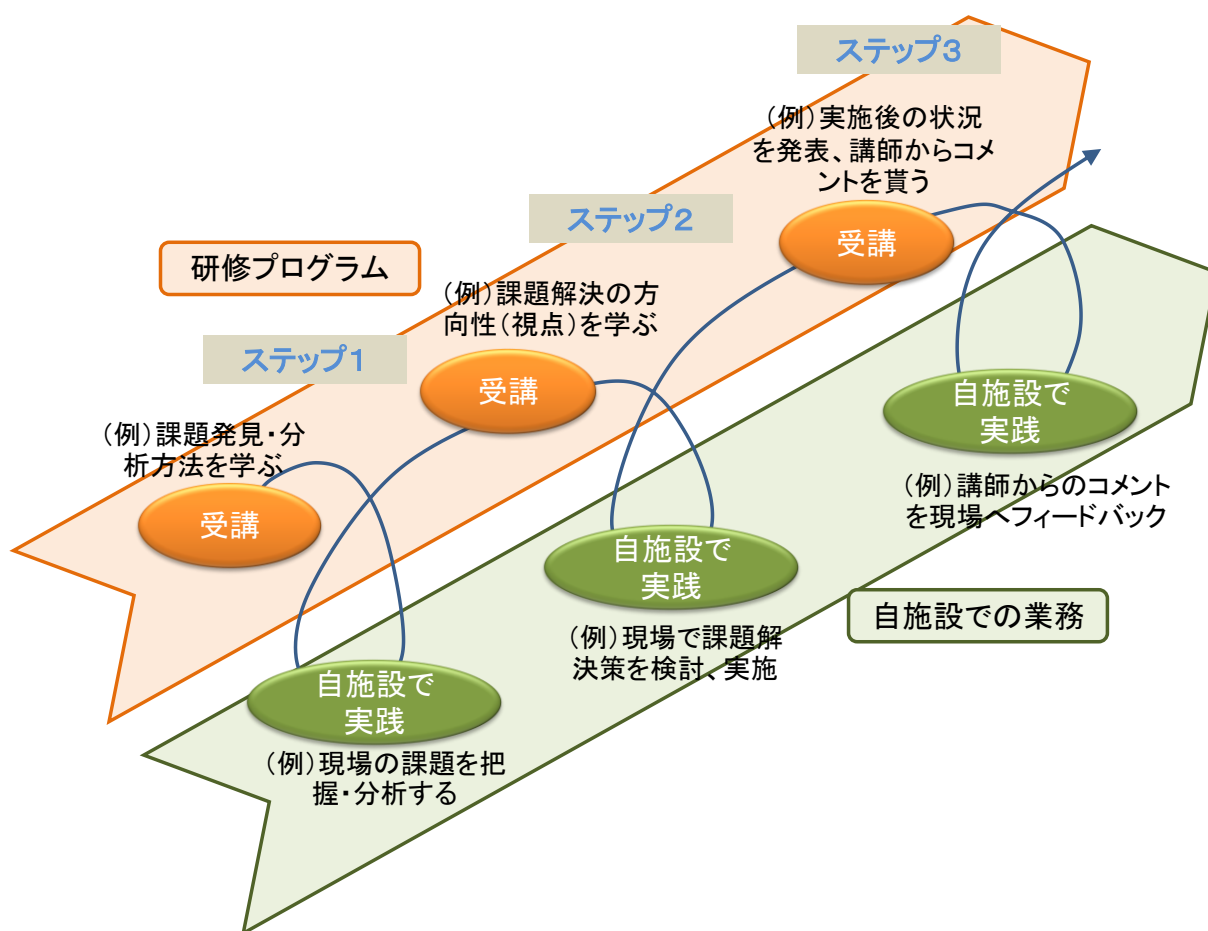 ステップ3
(例)実施後の状況
を発表、講師からコメ
ントを貰う
受講
ステップ2
研修プログラム
(例)課題解決の方
向性(視点)を学ぶ
受講
ステップ1
(例)課題発見・分
析方法を学ぶ
受講
自施設で
実践
(例)講師からのコメント
を現場へフィードバック
自施設で
実践
自施設での業務
(例)現場で課題解
決策を検討、実施
自施設で
実践
(例)現場の課題を把
握・分析する